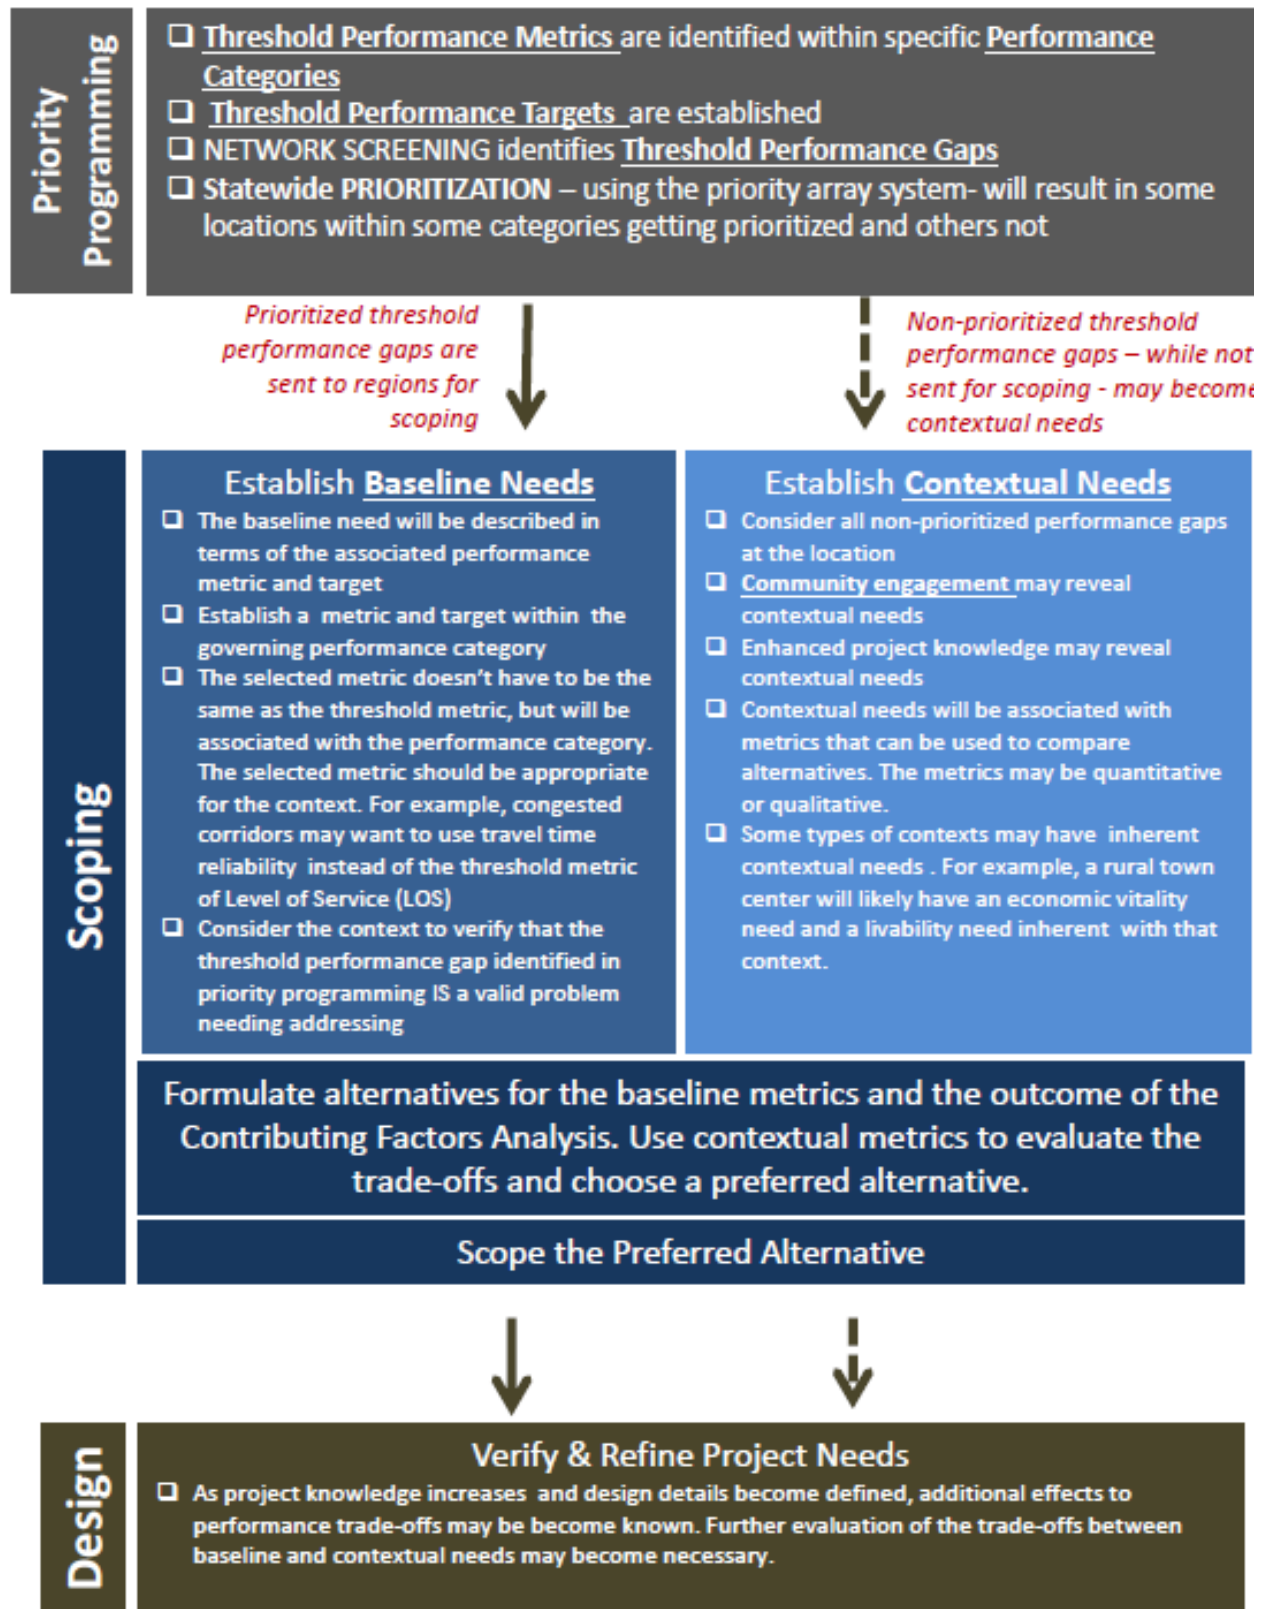 Priority
Programming
❑ Threshold Performance Metrics are identified within specific Performance
Categories
❑ Threshold Performance Targets are established
❑ NETWORK SCREENING identifies Threshold Performance Gaps
❑ Statewide PRIORITIZATION – using the priority array system- will result in some
locations within some categories getting prioritized and others not
Prioritized threshold
performance gaps are
sent to regions for
scoping
Non-prioritized threshold
performance gaps – while not
sent for scoping - may become
contextual needs
Scoping
Establish Baseline Needs
❑ The baseline need will be described in
terms of the associated performance
metric and target
❑ Establish a metric and target within the
governing performance category
❑ The selected metric doesn't have to be the
same as the threshold metric, but will be
associated with the performance category.
The selected metric should be appropriate
for the context. For example, congested
corridors may want to use travel time
reliability instead of the threshold metric
of Level of Service (LOS)
❑ Consider the context to verify that the
threshold performance gap identified in
priority programming IS a valid problem
needing addressing
Establish Contextual Needs
❑ Consider all non-prioritized performance gaps
at the location
❑ Community engagement may reveal
contextual needs
❑ Enhanced project knowledge may reveal
contextual needs
❑ Contextual needs will be associated with
metrics that can be used to compare
alternatives. The metrics may be quantitative
or qualitative.
❑ Some types of contexts may have inherent
contextual needs . For example, a rural town
center will likely have an economic vitality
need and a livability need inherent with that
context.
Formulate alternatives for the baseline metrics and the outcome of the
Contributing Factors Analysis. Use contextual metrics to evaluate the
trade-offs and choose a preferred alternative.
Scope the Preferred Alternative
Design
Verify & Refine Project Needs
❑ As project knowledge increases and design details become defined, additional effects to
performance trade-offs may be become known. Further evaluation of the trade-offs between
baseline and contextual needs may become necessary.